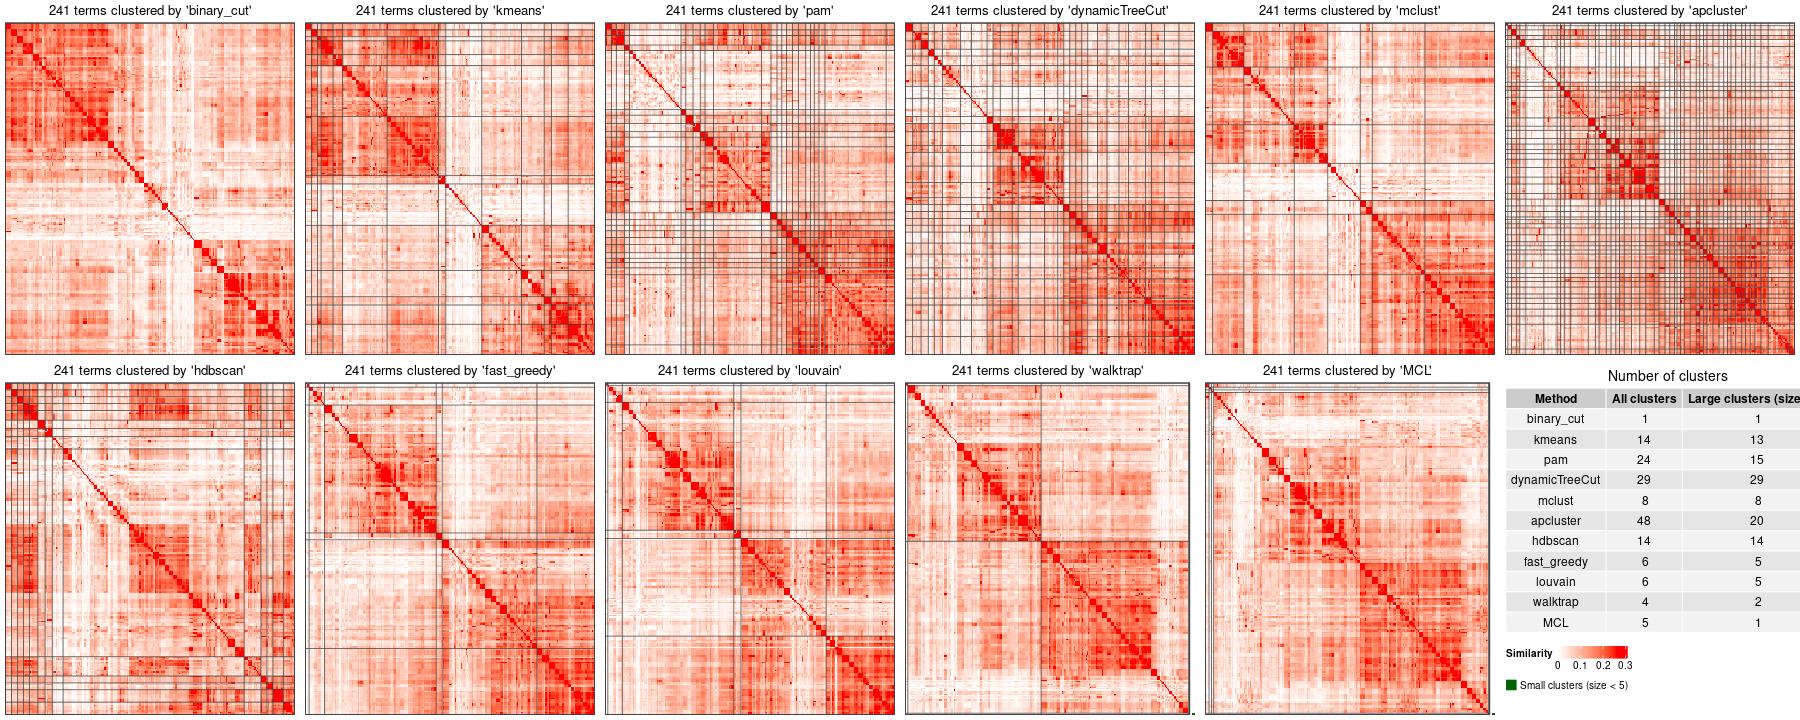 241 terms clustered by 'binary_cut'
241 terms clustered by 'kmeans'
241 terms clustered by 'pam'
241 terms clustered by 'dynamicTreeCut'
241 terms clustered by 'mclust'
241 terms clustered by 'apcluster'
241 terms clustered by 'hdbscan'
241 terms clustered by 'fast_greedy'
241 terms clustered by 'louvain'
241 terms clustered by 'walktrap'
241 terms clustered by 'MCL'
Number of clusters
Method All clusters Large clusters (size
binary_cut 1 1
kmeans 14 13
pam 24 15
dynamicTreeCut 29 29
mclust 8 8
apcluster 48 20
hdbscan 14 14
fast_greedy 6 5
louvain 6 5
walktrap 4 2
MCL 5 1
Similarity
0 0.1 0.2 0.3
Small clusters (size < 5)